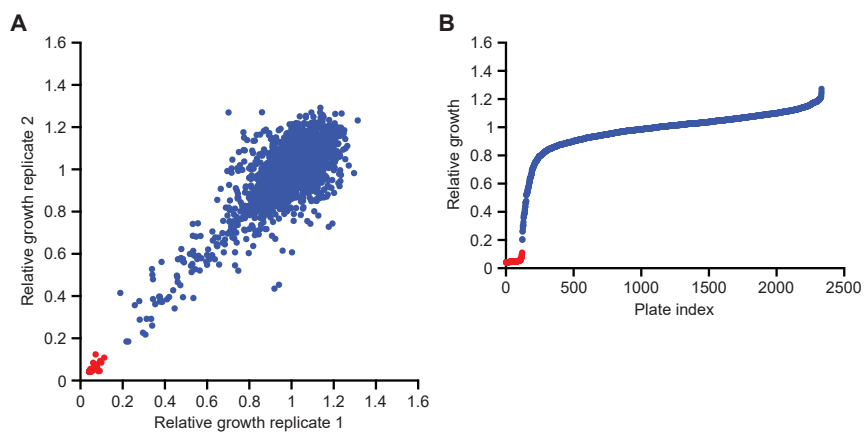 A
1.6
1.4
1.2
1
0.8
0.6
0.4
0.2
0
Relative growth replicate 2
0 0.2 0.4 0.6 0.8 1 1.2 1.4 1.6
Relative growth replicate 1
B
1.6
1.4
1.2
1
0.8
0.6
0.4
0.2
0
Relative growth
0 500 1000 1500 2000 2500
Plate index